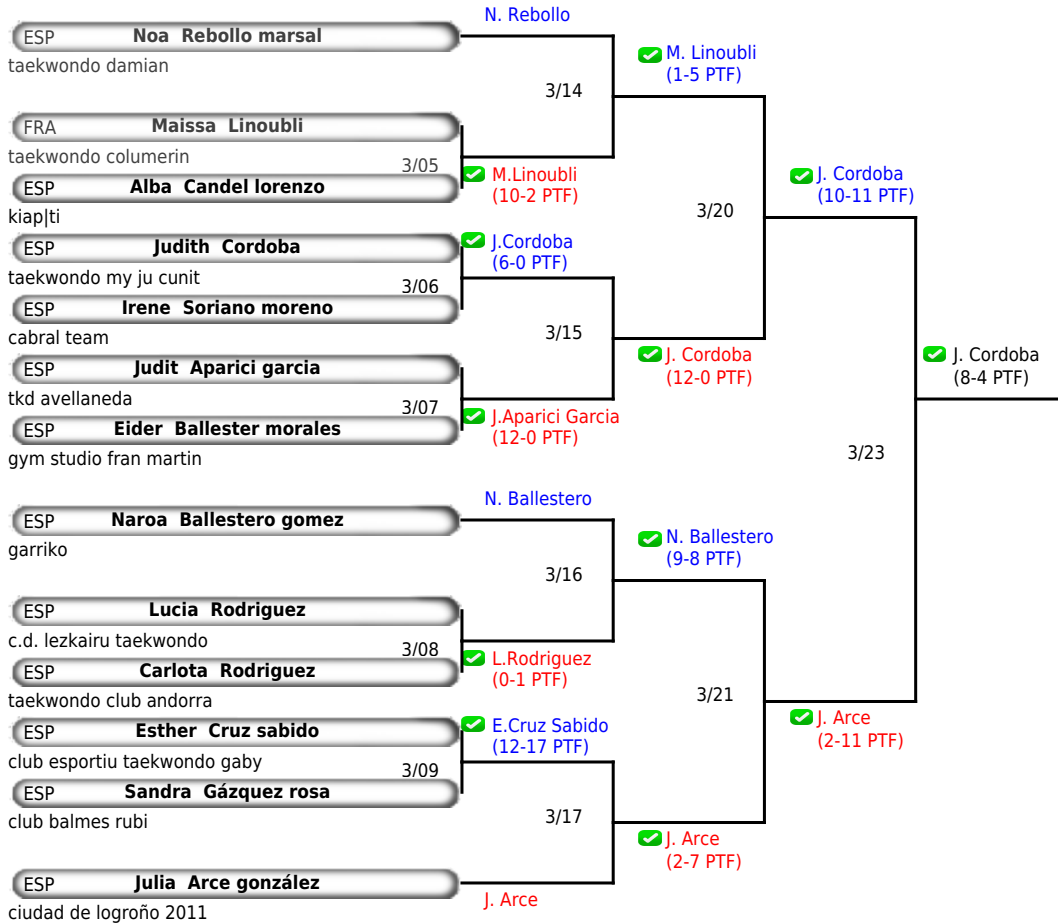 N. Rebollo
ESP Noa Rebollo marsal
taekwondo damian
M. Linoubli
(1-5 PTF)
3/14
FRA Maissa Linoubli
taekwondo columerin
3/05
M.Linoubli
(10-2 PTF)
ESP Alba Candel lorenzo
kiap|ti
J. Cordoba
(10-11 PTF)
3/20
ESP Judith Cordoba
taekwondo my ju cunit
J.Cordoba
(6-0 PTF)
3/06
ESP Irene Soriano moreno
cabral team
3/15
J. Cordoba
(12-0 PTF)
ESP Judit Aparici garcia
tkd avellaneda
J. Cordoba
(8-4 PTF)
3/07
J.Aparici Garcia
(12-0 PTF)
ESP Eider Ballester morales
gym studio fran martin
3/23
N. Ballestero
ESP Naroa Ballestero gomez
garriko
N. Ballestero
(9-8 PTF)
3/16
ESP Lucia Rodriguez
c.d. lezkairu taekwondo
3/08
L.Rodriguez
(0-1 PTF)
ESP Carlota Rodriguez
taekwondo club andorra
3/21
J. Arce
(2-11 PTF)
ESP Esther Cruz sabido
club esportiu taekwondo gaby
E.Cruz Sabido
(12-17 PTF)
3/09
ESP Sandra Gázquez rosa
club balmes rubi
3/17
J. Arce
(2-7 PTF)
ESP Julia Arce gonzález
ciudad de logroño 2011
J. Arce